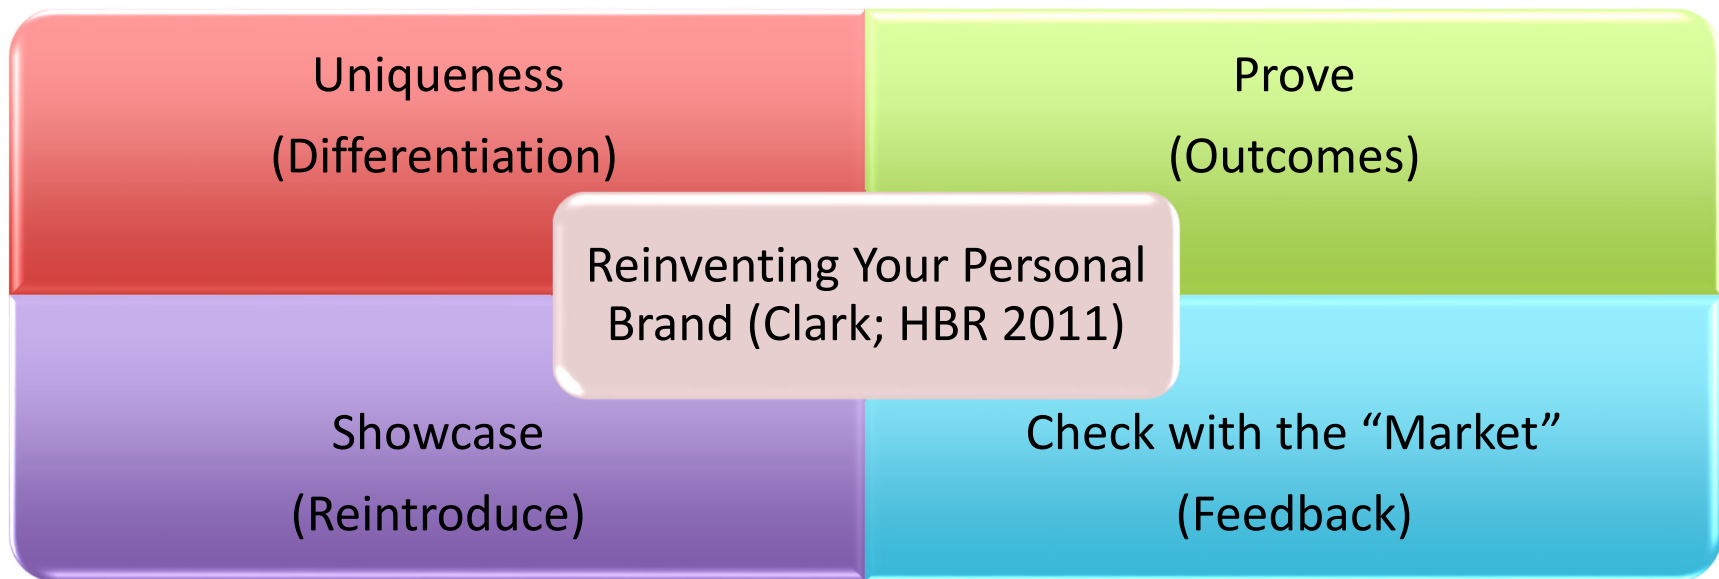 Uniqueness
(Differentiation)
Prove
(Outcomes)
Reinventing Your Personal
Brand (Clark; HBR 2011)
Showcase
(Reintroduce)
Check with the “Market”
(Feedback)